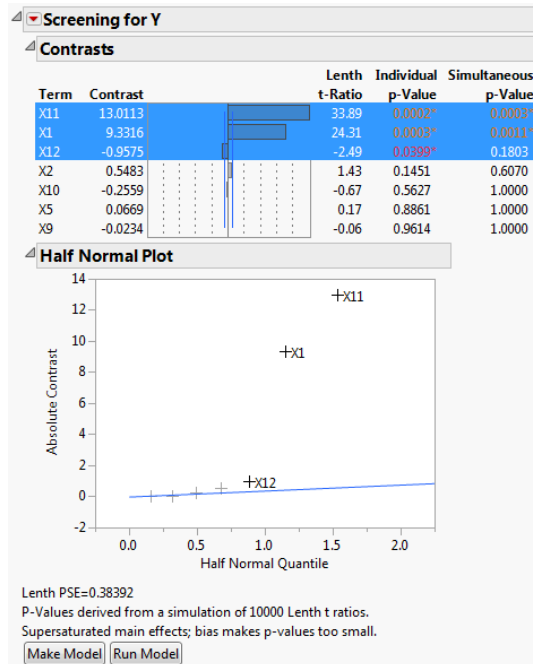 Screening for Y
Contrasts
Lenth Individual Simultaneous
Term Contrast t-Ratio p-Value p-Value
X11 13.0113 33.89 0.0002* 0.0003*
X1 9.3316 24.31 0.0003* 0.0011*
X12 -0.9575 -2.49 0.0399* 0.1803
X2 0.5483 1.43 0.1451 0.6070
X10 -0.2559 -0.67 0.5627 1.0000
X5 0.0669 0.17 0.8861 1.0000
X9 -0.0234 -0.06 0.9614 1.0000
Half Normal Plot
14
12
10
8
6
4
2
0
-2
Absolute Contrast
X11
X1
X12
0.0 0.5 1.0 1.5 2.0
Half Normal Quantile
Lenth PSE=0.38392
P-Values derived from a simulation of 10000 Lenth t ratios.
Supersaturated main effects; bias makes p-values too small.
Make Model Run Model